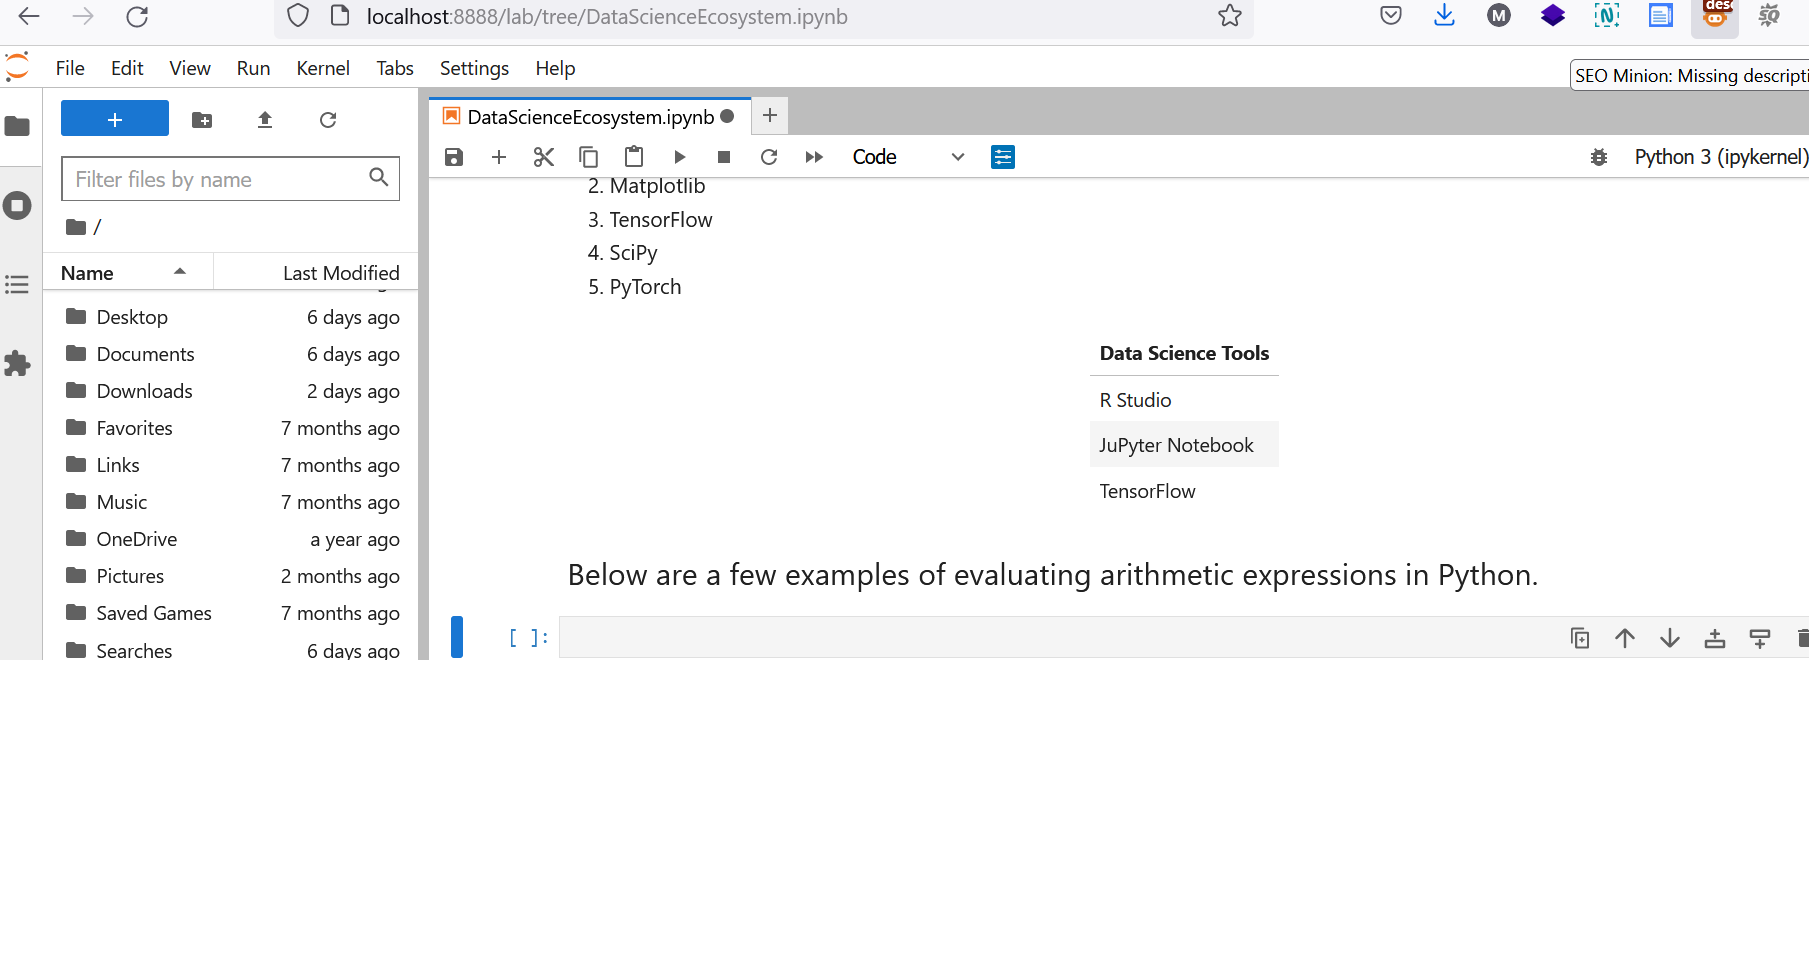 localhost:8888/lab/tree/DataScienceEcosystem.ipynb
M
desc
SQ
File Edit View Run Kernel Tabs Settings Help
SEO Minion: Missing descripti
DataScienceEcosystem.ipynb
Code
Python 3 (ipykernel)
Filter files by name
/
Name Last Modified
Desktop 6 days ago
Documents 6 days ago
Downloads 2 days ago
Favorites 7 months ago
Links 7 months ago
Music 7 months ago
OneDrive a year ago
Pictures 2 months ago
Saved Games 7 months ago
Searches 6 days ago
2. Matplotlib
3. TensorFlow
4. SciPy
5. PyTorch
Data Science Tools
R Studio
JuPyter Notebook
TensorFlow
Below are a few examples of evaluating arithmetic expressions in Python.
[ ]: